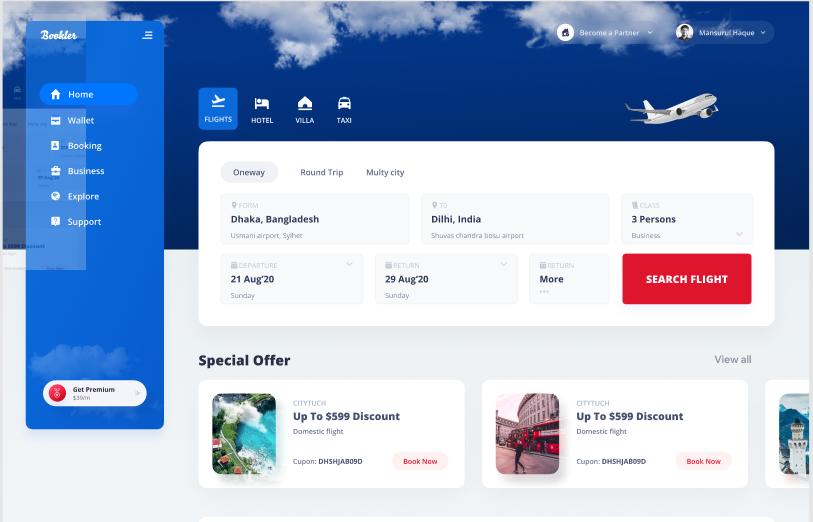 Bookler
Become a Partner
Mansurul Haque
Home
Wallet
Booking
Business
Explore
Support
Get Premium
$39/m
FLIGHTS
HOTEL
VILLA
TAXI
Oneway
Round Trip
Multy city
FORM
Dhaka, Bangladesh
Usmani airport, Sylhet
TO
Dilhi, India
Shuvas chandra bosu airport
CLASS
3 Persons
Business
DEPARTURE
21 Aug'20
Sunday
RETURN
29 Aug'20
Sunday
RETURN
More
SEARCH FLIGHT
Special Offer
View all
CITYTUCH
Up To $599 Discount
Domestic flight
Cupon: DHSHJAB09D
Book Now
CITYTUCH
Up To $599 Discount
Domestic flight
Cupon: DHSHJAB09D
Book Now